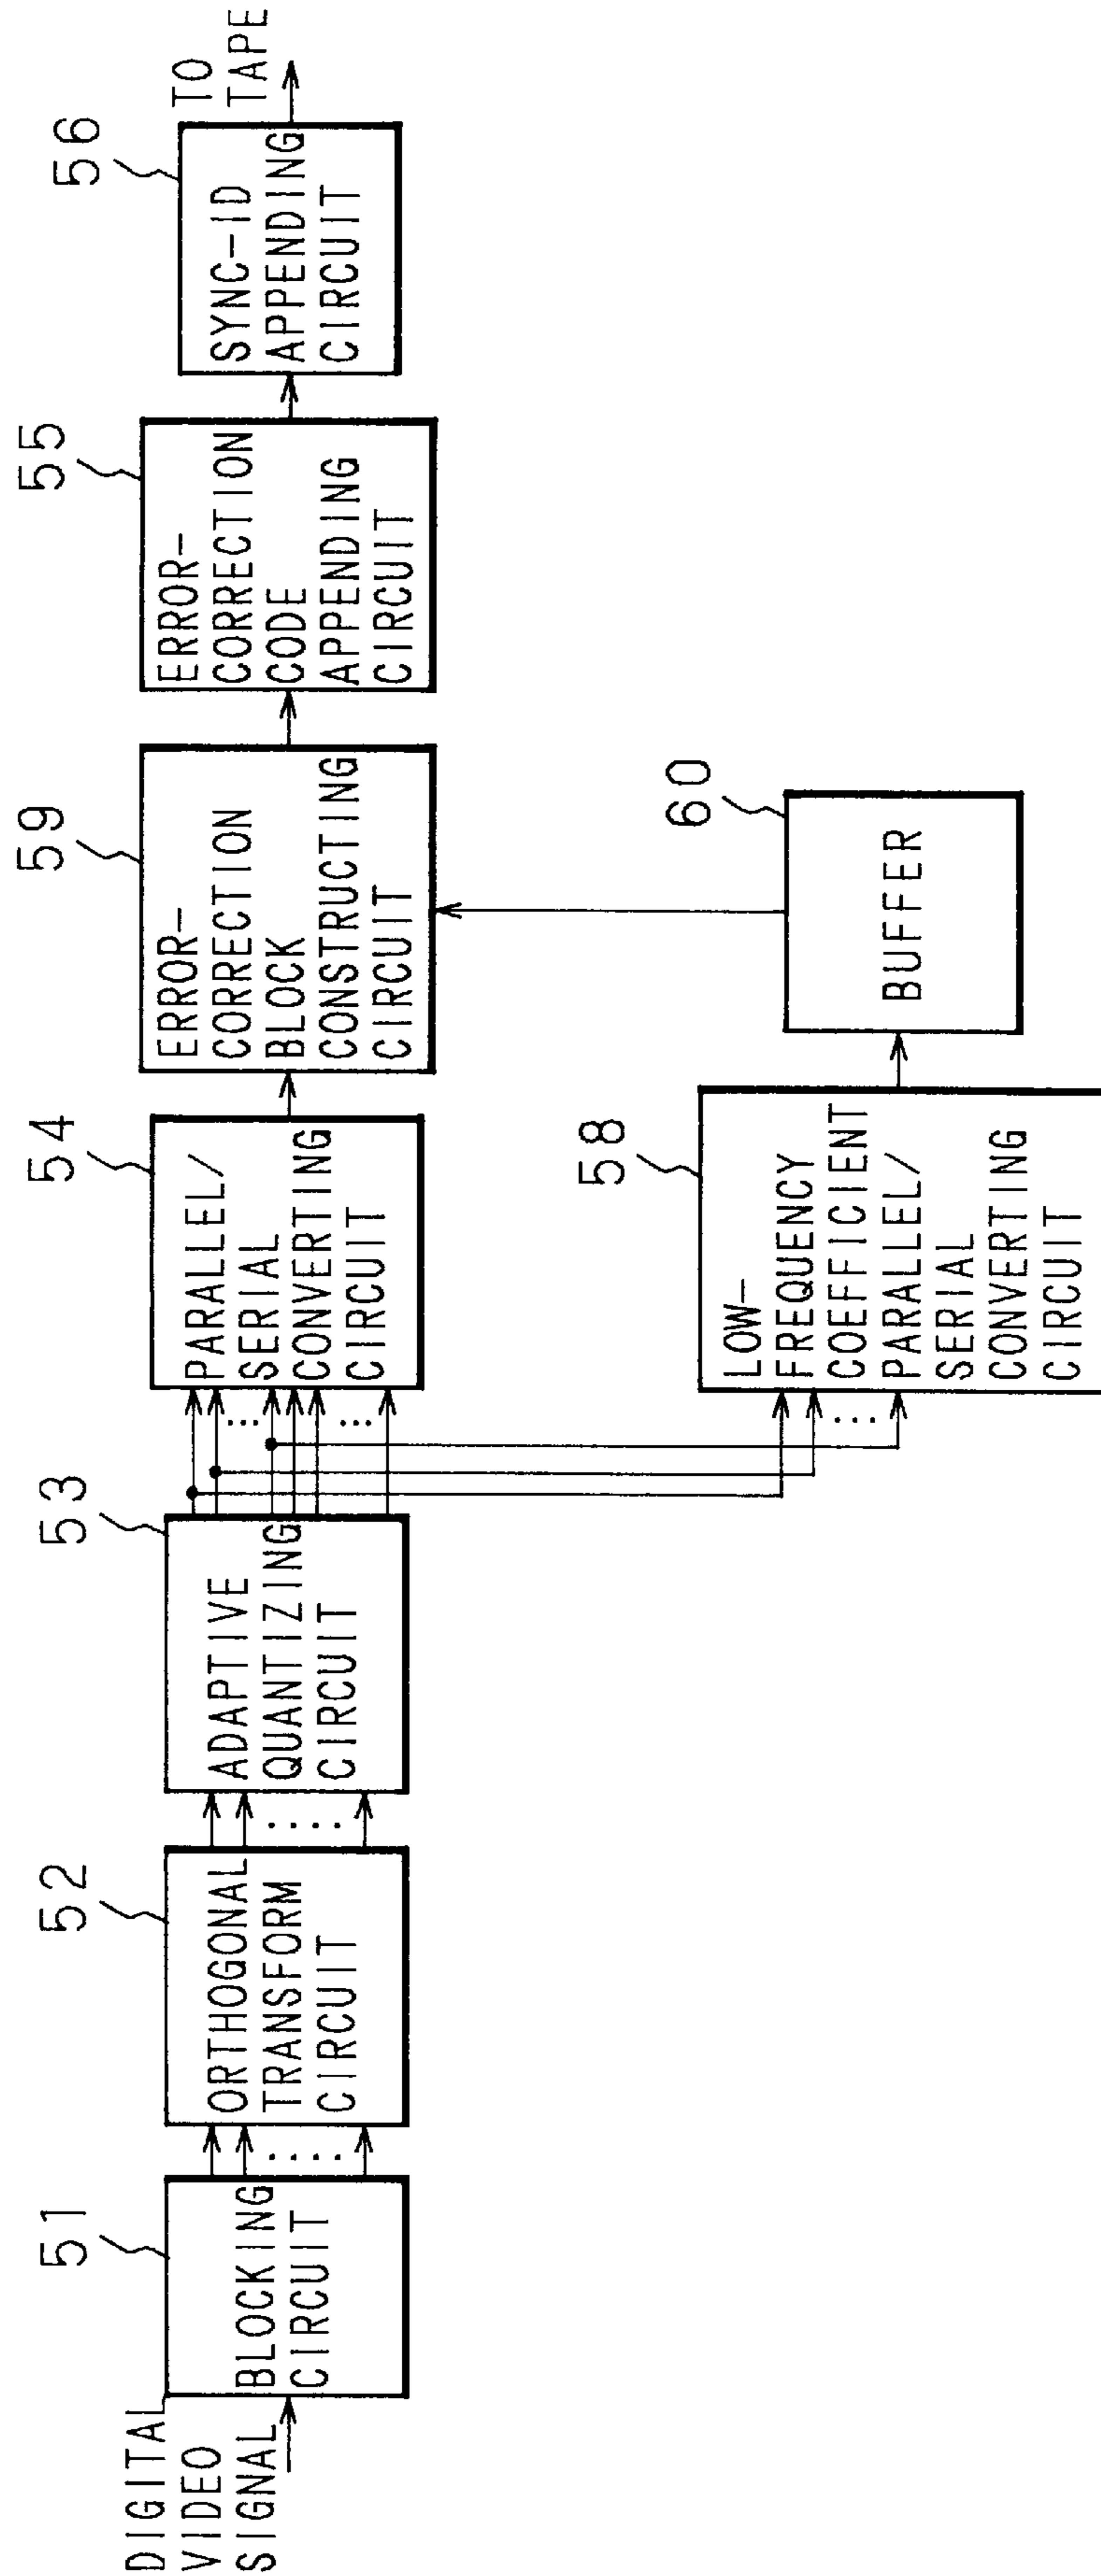 DIGITAL
VIDEO
SIGNAL
51
BLOCKING
CIRCUIT
52
ORTHOGONAL
TRANSFORM
CIRCUIT
53
ADAPTIVE
QUANTIZING
CIRCUIT
54
PARALLEL/
SERIAL
CONVERTING
CIRCUIT
59
ERROR-
CORRECTION
BLOCK
CONSTRUCTING
CIRCUIT
55
ERROR-
CORRECTION
CODE
APPENDING
CIRCUIT
56
SYNC-ID
APPENDING
CIRCUIT
TO
TAPE
58
LOW-
FREQUENCY
COEFFICIENT
PARALLEL/
SERIAL
CONVERTING
CIRCUIT
60
BUFFER